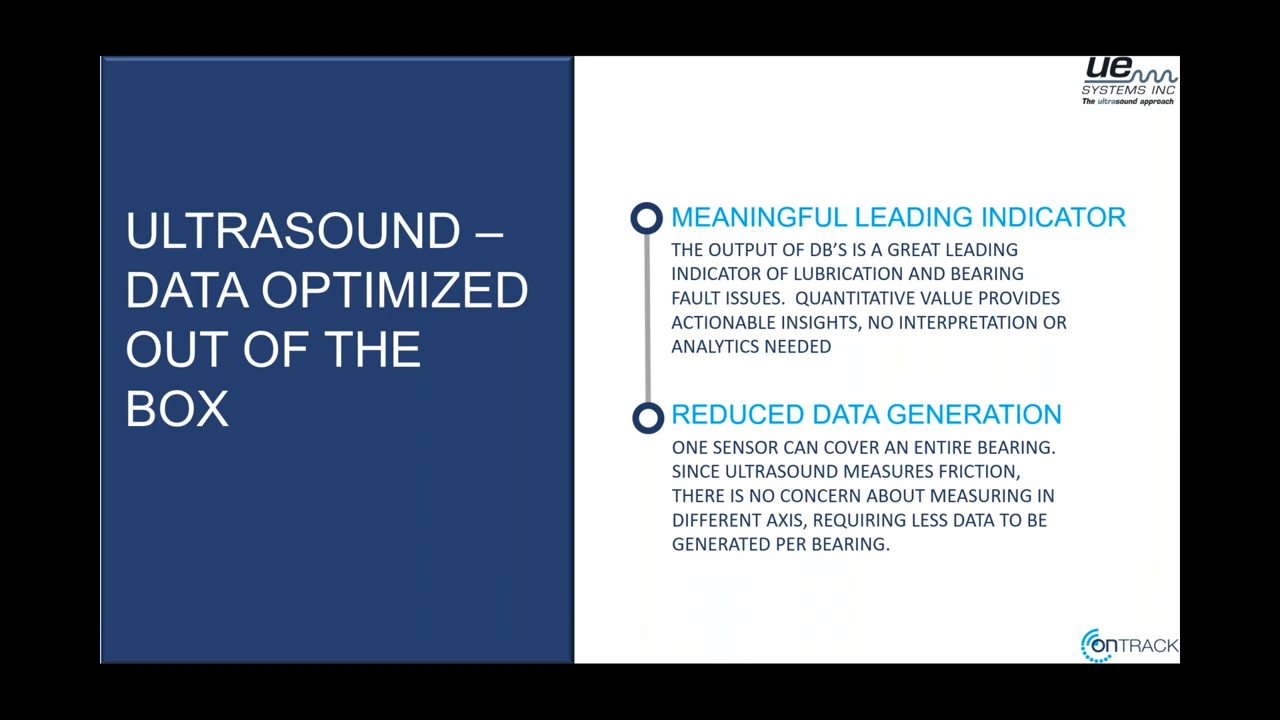 ue
SYSTEMS INC
The ultrasound approach
ULTRASOUND –
DATA OPTIMIZED
OUT OF THE
BOX
MEANINGFUL LEADING INDICATOR
THE OUTPUT OF DB’S IS A GREAT LEADING
INDICATOR OF LUBRICATION AND BEARING
FAULT ISSUES.  QUANTITATIVE VALUE PROVIDES
ACTIONABLE INSIGHTS, NO INTERPRETATION OR
ANALYTICS NEEDED
REDUCED DATA GENERATION
ONE SENSOR CAN COVER AN ENTIRE BEARING.
SINCE ULTRASOUND MEASURES FRICTION,
THERE IS NO CONCERN ABOUT MEASURING IN
DIFFERENT AXIS, REQUIRING LESS DATA TO BE
GENERATED PER BEARING.
ONTRACK